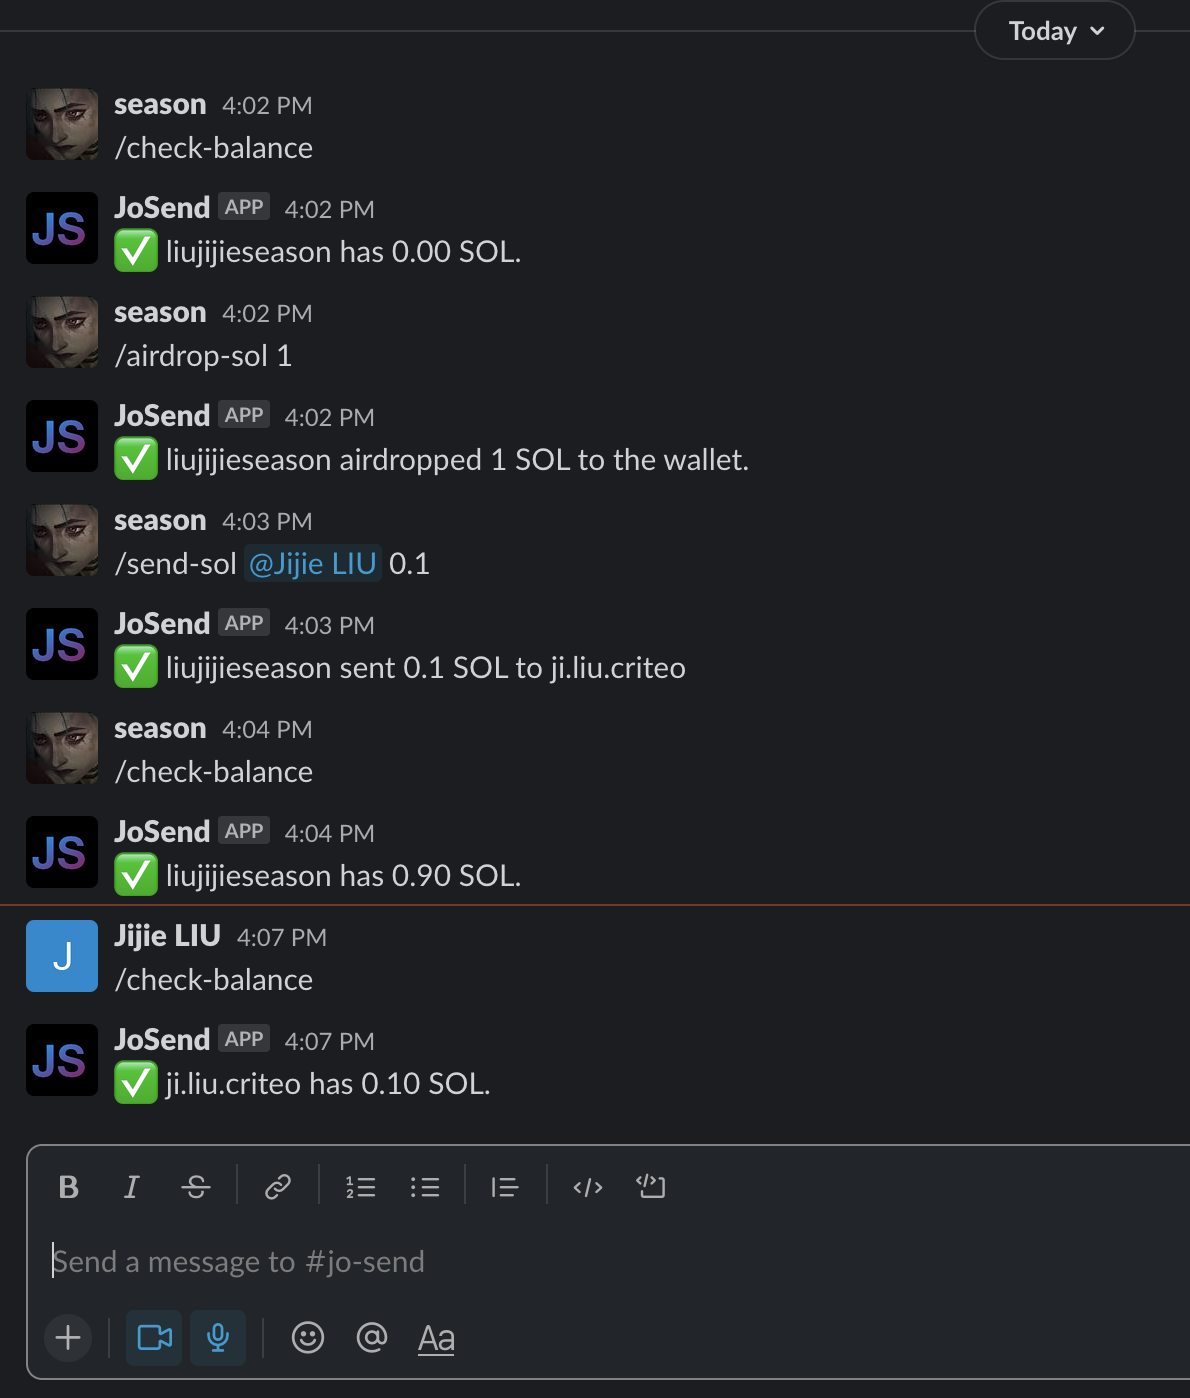 Today
season 4:02 PM
/check-balance
JS JoSend APP 4:02 PM
✅ liujijieseason has 0.00 SOL.
season 4:02 PM
/airdrop-sol 1
JS JoSend APP 4:02 PM
✅ liujijieseason airdropped 1 SOL to the wallet.
season 4:03 PM
/send-sol @Jijie LIU 0.1
JS JoSend APP 4:03 PM
✅ liujijieseason sent 0.1 SOL to ji.liu.criteo
season 4:04 PM
/check-balance
JS JoSend APP 4:04 PM
✅ liujijieseason has 0.90 SOL.
J Jijie LIU 4:07 PM
/check-balance
JS JoSend APP 4:07 PM
✅ ji.liu.criteo has 0.10 SOL.
B I S
Send a message to #jo-send
+ @ Aa